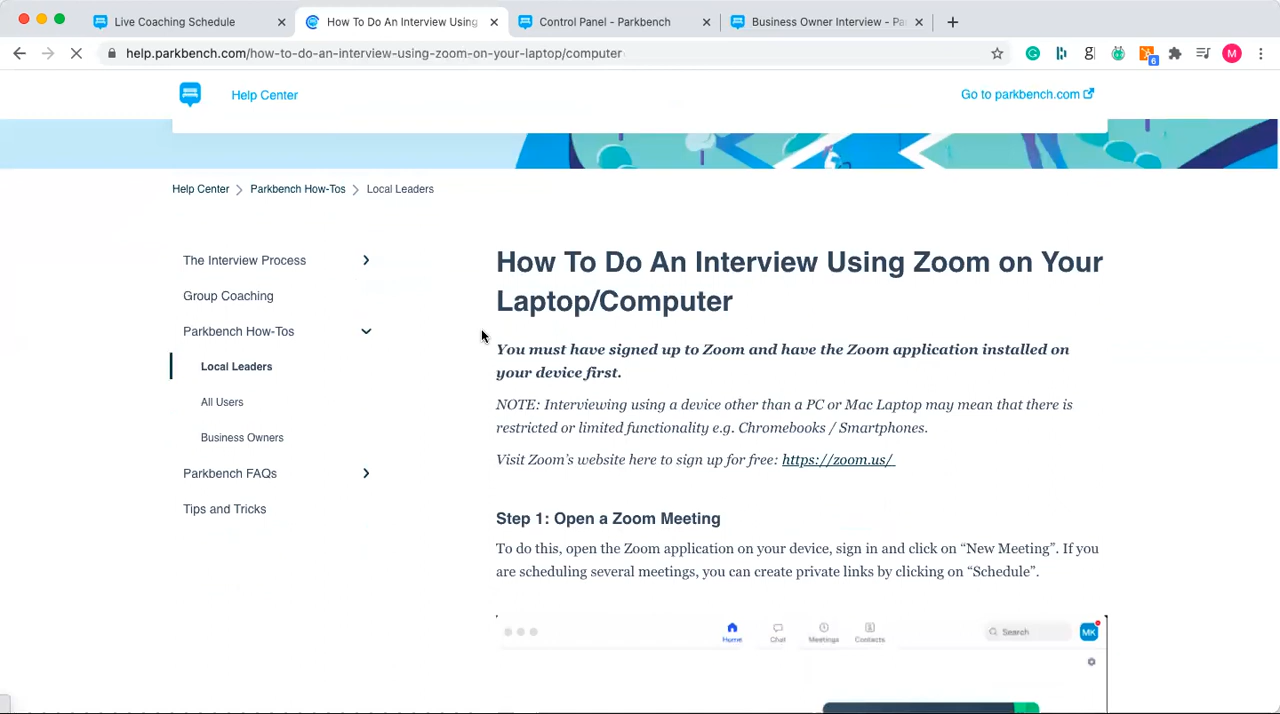 Live Coaching Schedule
How To Do An Interview Using
Control Panel - Parkbench
Business Owner Interview - Pa
help.parkbench.com/how-to-do-an-interview-using-zoom-on-your-laptop/computer
6
M
Help Center
Go to parkbench.com
Help Center > Parkbench How-Tos > Local Leaders
The Interview Process
Group Coaching
Parkbench How-Tos
Local Leaders
All Users
Business Owners
Parkbench FAQs
Tips and Tricks
How To Do An Interview Using Zoom on Your
Laptop/Computer
You must have signed up to Zoom and have the Zoom application installed on
your device first.
NOTE: Interviewing using a device other than a PC or Mac Laptop may mean that there is
restricted or limited functionality e.g. Chromebooks / Smartphones.
Visit Zoom's website here to sign up for free: https://zoom.us/
Step 1: Open a Zoom Meeting
To do this, open the Zoom application on your device, sign in and click on “New Meeting”. If you
are scheduling several meetings, you can create private links by clicking on “Schedule”.
Home Chat Meetings Contacts Search MK